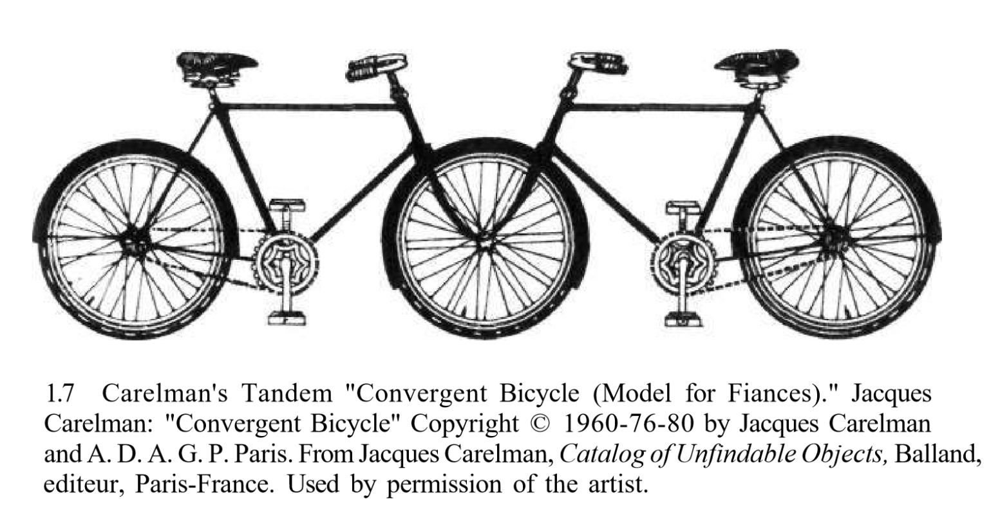 1.7 Carelman's Tandem "Convergent Bicycle (Model for Fiances)." Jacques
Carelman: "Convergent Bicycle" Copyright © 1960-76-80 by Jacques Carelman
and A. D. A. G. P. Paris. From Jacques Carelman, Catalog of Unfindable Objects, Balland,
editeur, Paris-France. Used by permission of the artist.